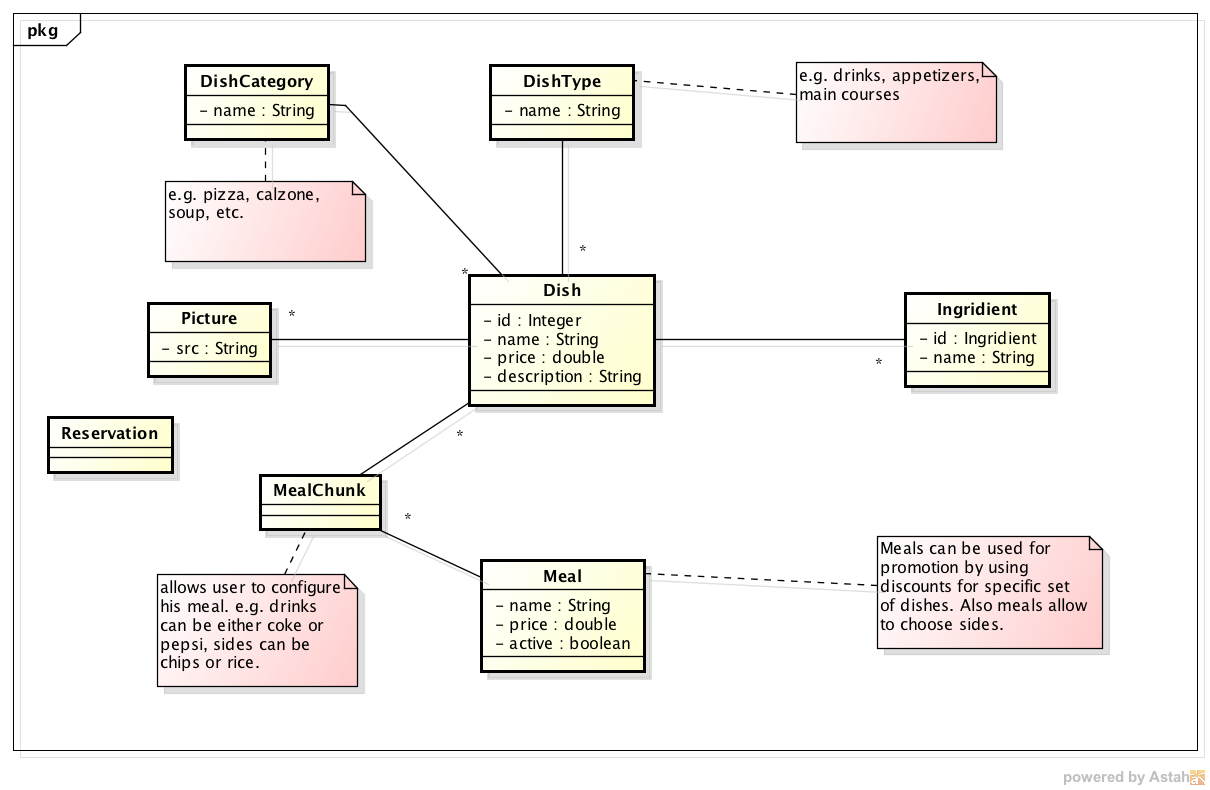 pkg
DishCategory
- name : String
DishType
- name : String
e.g. drinks, appetizers,
main courses
e.g. pizza, calzone,
soup, etc.
*
*
Dish
- id : Integer
- name : String
- price : double
- description : String
Picture
- src : String
*
Ingridient
- id : Ingridient
- name : String
*
Reservation
*
MealChunk
*
allows user to configure
his meal. e.g. drinks
can be either coke or
pepsi, sides can be
chips or rice.
Meal
- name : String
- price : double
- active : boolean
Meals can be used for
promotion by using
discounts for specific set
of dishes. Also meals allow
to choose sides.
powered by Astah